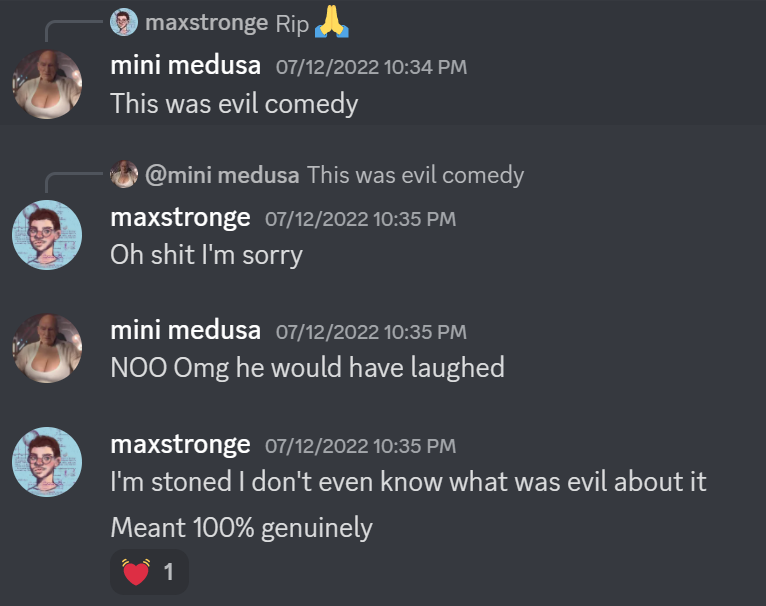 maxstronge Rip 🙏
mini medusa 07/12/2022 10:34 PM
This was evil comedy
@mini medusa This was evil comedy
maxstronge 07/12/2022 10:35 PM
Oh shit I'm sorry
mini medusa 07/12/2022 10:35 PM
NOO Omg he would have laughed
maxstronge 07/12/2022 10:35 PM
I'm stoned I don't even know what was evil about it
Meant 100% genuinely
💓 1